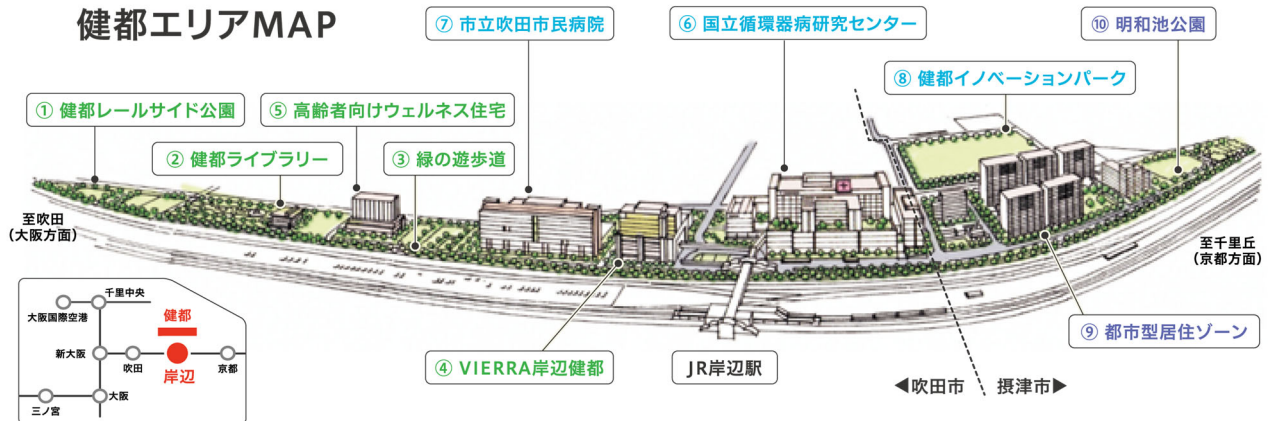 健都エリアMAP
⑦ 市立吹田市民病院
⑥ 国立循環器病研究センター
⑩ 明和池公園
⑧ 健都イノベーションパーク
① 健都レールサイド公園
⑤ 高齢者向けウェルネス住宅
② 健都ライブラリー
③ 緑の遊歩道
至吹田
(大阪方面)
至千里丘
(京都方面)
千里中央
大阪国際空港
健都
新大阪
吹田
岸辺
京都
大阪
三ノ宮
④ VIERRA岸辺健都
JR岸辺駅
⑨ 都市型居住ゾーン
◀吹田市
摂津市▶